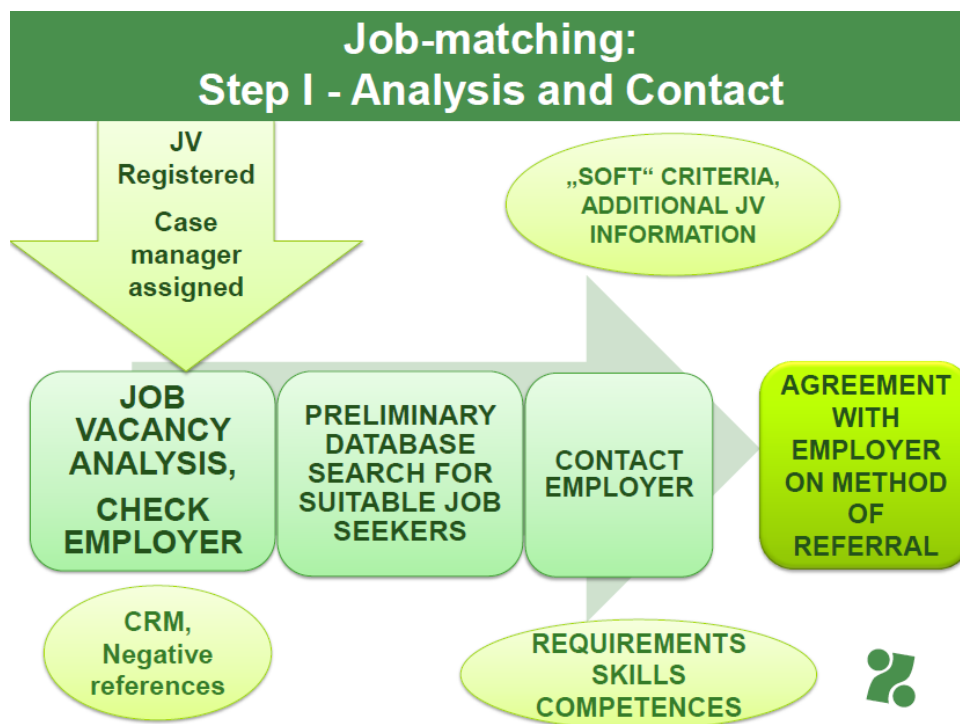 Job-matching:
Step I - Analysis and Contact
JV
Registered
Case
manager
assigned
„SOFT“ CRITERIA,
ADDITIONAL JV
INFORMATION
JOB
VACANCY
ANALYSIS,
CHECK
EMPLOYER
PRELIMINARY
DATABASE
SEARCH FOR
SUITABLE JOB
SEEKERS
CONTACT
EMPLOYER
AGREEMENT
WITH
EMPLOYER
ON METHOD
OF
REFERRAL
CRM,
Negative
references
REQUIREMENTS
SKILLS
COMPETENCES